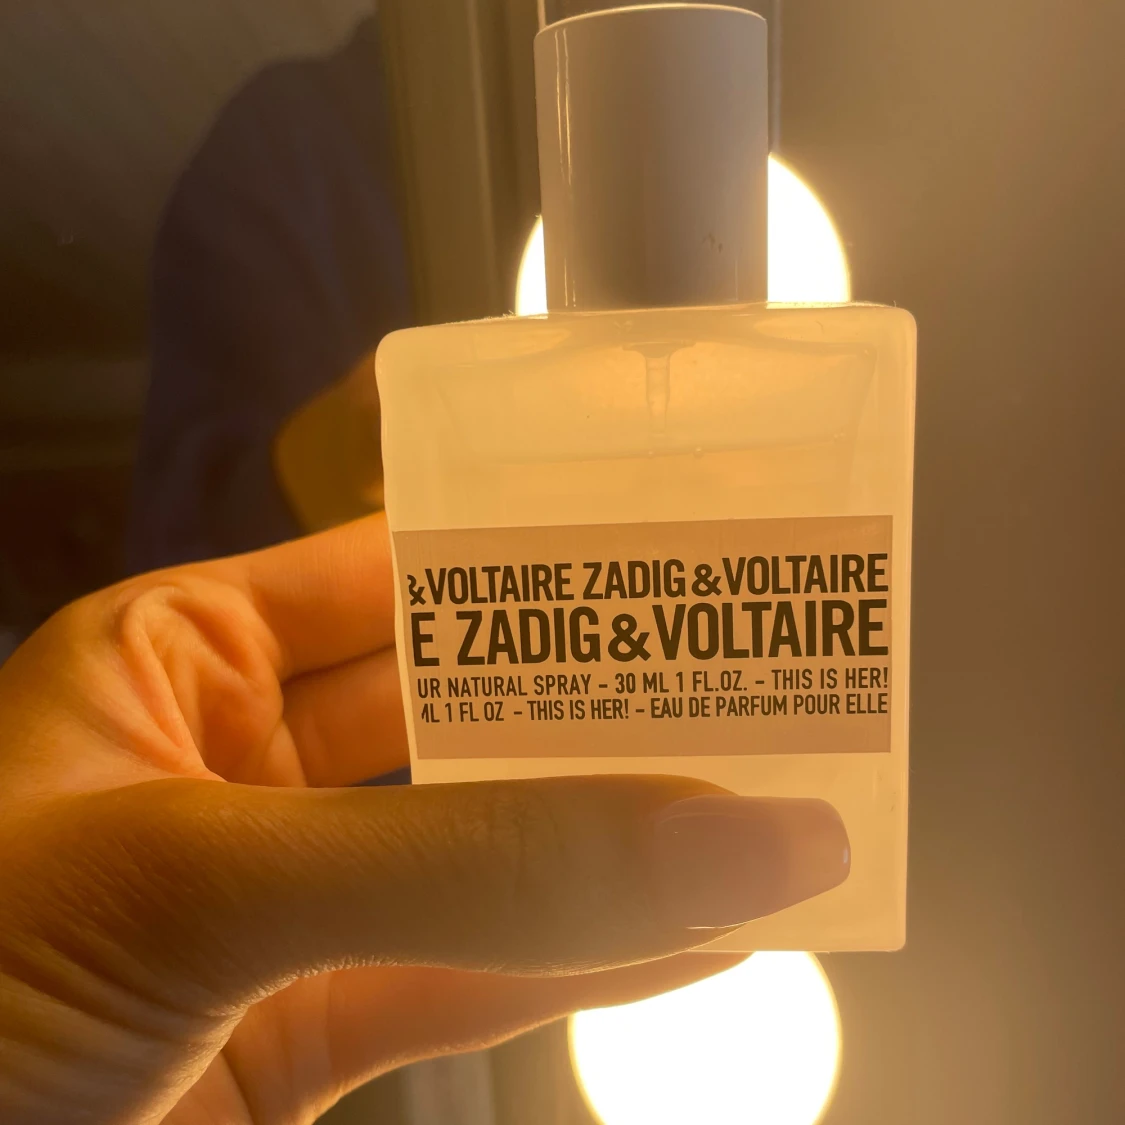 &VOLTAIRE ZADIG&VOLTAIRE
E ZADIG&VOLTAIRE
UR NATURAL SPRAY – 30 ML 1 FL.OZ. – THIS IS HER!
ML 1 FL OZ – THIS IS HER! – EAU DE PARFUM POUR ELLE